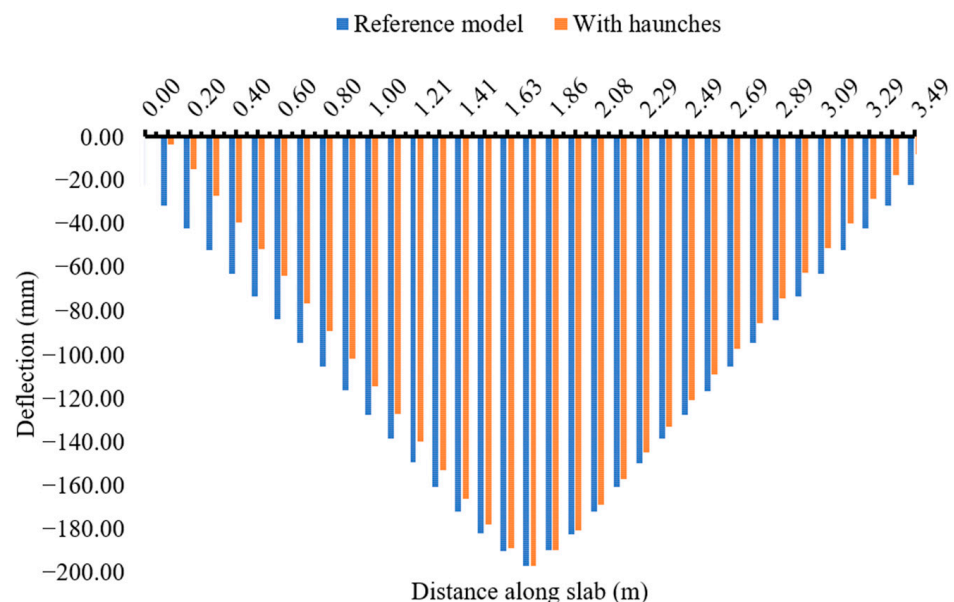 Reference model With haunches
0.00 0.20 0.40 0.60 0.80 1.00 1.21 1.41 1.63 1.86 2.08 2.29 2.49 2.69 2.89 3.09 3.29 3.49
0.00
−20.00
−40.00
−60.00
−80.00
−100.00
−120.00
−140.00
−160.00
−180.00
−200.00
Deflection (mm)
Distance along slab (m)